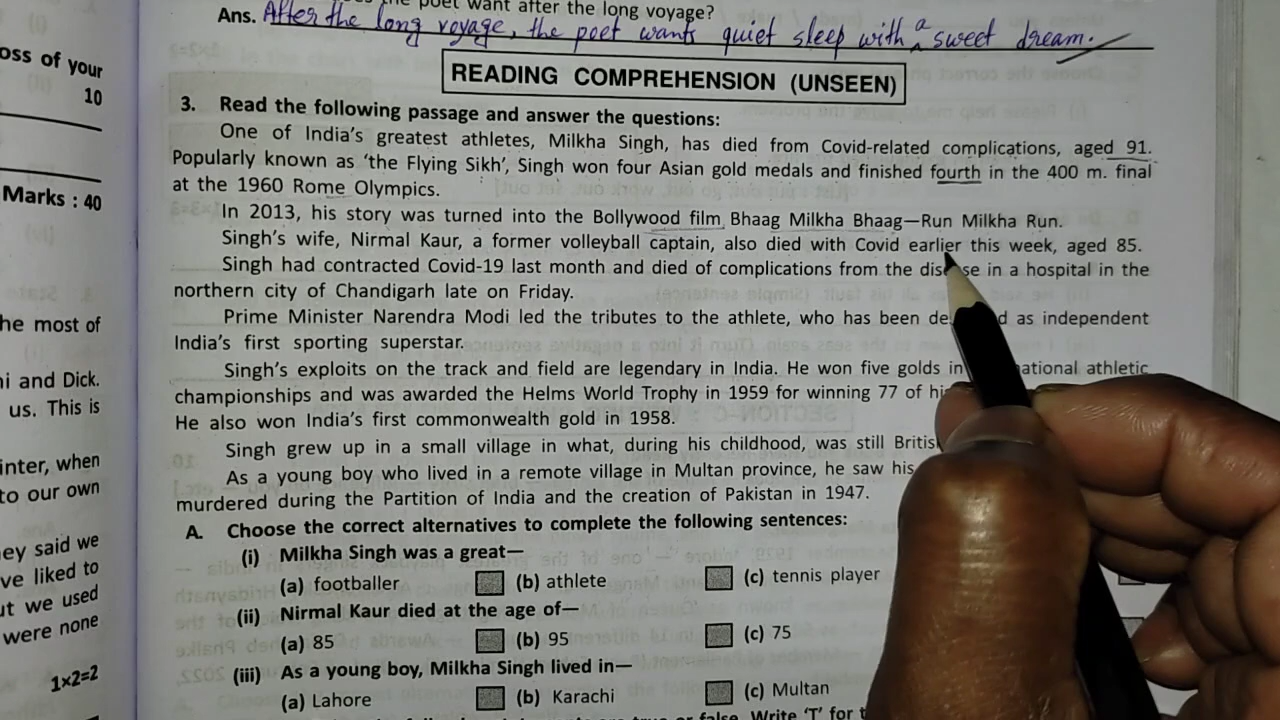 the poet want after the long voyage?
Ans. After the long voyage, the poet wants quiet sleep with a sweet dream.
oss of your
10
Marks : 40
he most of
i and Dick.
us. This is
inter, when
to our own
ey said we
ve liked to
ut we used
were none
1×2=2
READING COMPREHENSION (UNSEEN)
3. Read the following passage and answer the questions:
One of India's greatest athletes, Milkha Singh, has died from Covid-related complications, aged 91.
Popularly known as 'the Flying Sikh', Singh won four Asian gold medals and finished fourth in the 400 m. final
at the 1960 Rome Olympics.
In 2013, his story was turned into the Bollywood film Bhaag Milkha Bhaag—Run Milkha Run.
Singh's wife, Nirmal Kaur, a former volleyball captain, also died with Covid earlier this week, aged 85.
Singh had contracted Covid-19 last month and died of complications from the disease in a hospital in the
northern city of Chandigarh late on Friday.
Prime Minister Narendra Modi led the tributes to the athlete, who has been as independent
India's first sporting superstar.
Singh's exploits on the track and field are legendary in India. He won five golds in athletic
championships and was awarded the Helms World Trophy in 1959 for winning 77 of
He also won India's first commonwealth gold in 1958.
Singh grew up in a small village in what, during his childhood, was still British
As a young boy who lived in a remote village in Multan province, he saw his
murdered during the Partition of India and the creation of Pakistan in 1947.
A. Choose the correct alternatives to complete the following sentences:
(i) Milkha Singh was a great—
(a) footballer (b) athlete (c) tennis player
(ii) Nirmal Kaur died at the age of—
(a) 85 (b) 95 (c) 75
(iii) As a young boy, Milkha Singh lived in—
(a) Lahore (b) Karachi (c) Multan
or false. Write 'T' for